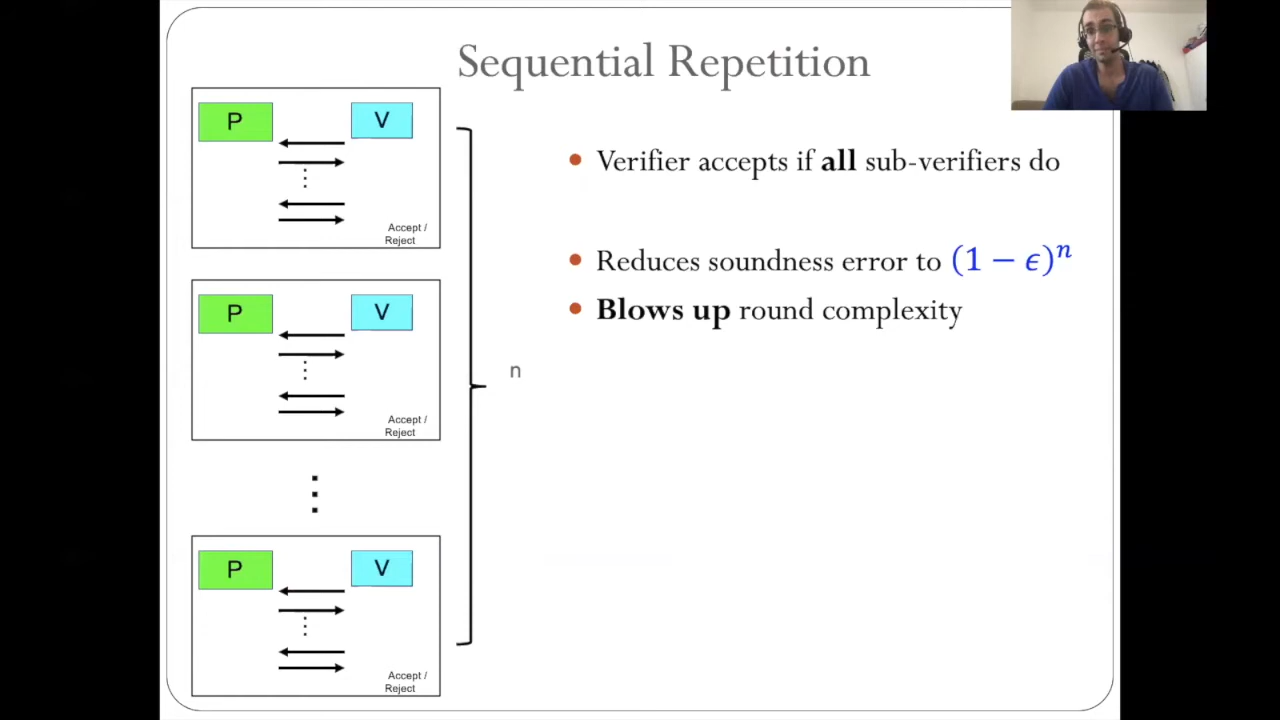 Sequential Repetition
P V
Accept /
Reject
P V
Accept /
Reject
P V
Accept /
Reject
n
• Verifier accepts if all sub-verifiers do
• Reduces soundness error to (1 − ϵ)ⁿ
• Blows up round complexity